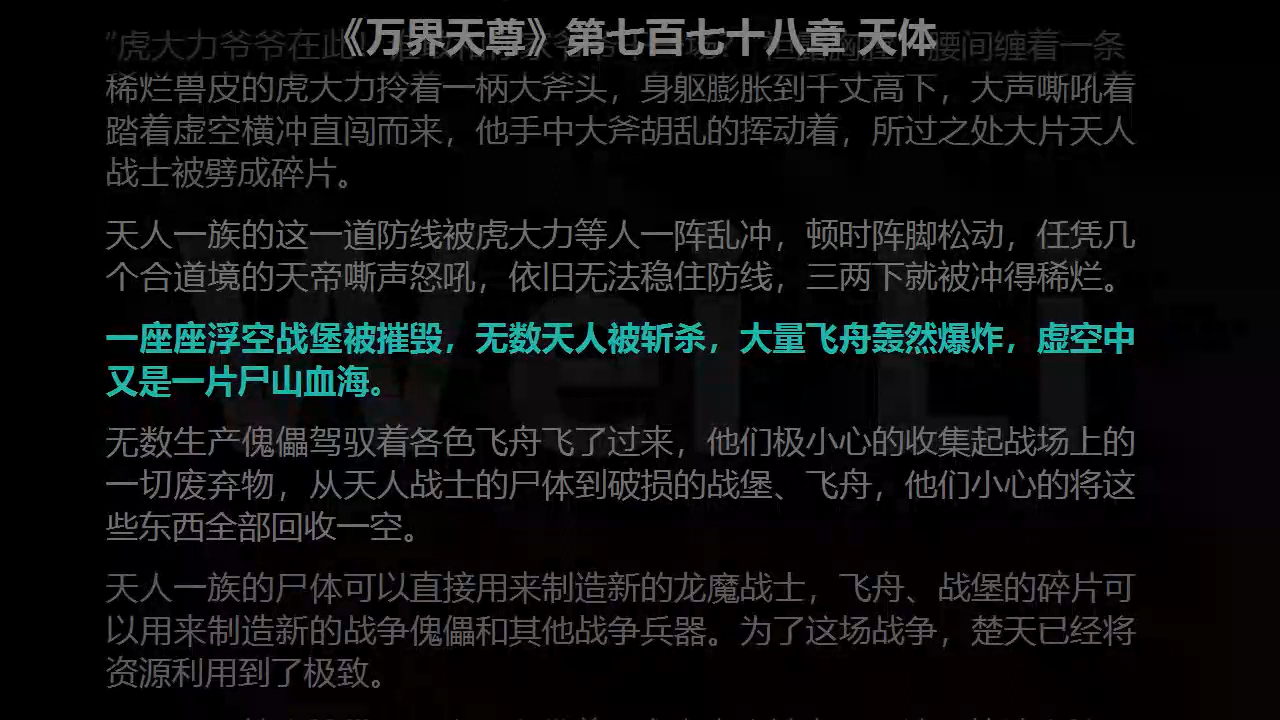 《万界天尊》第七百七十八章 天体
“虎大力爷爷在此
腰间缠着一条
稀烂兽皮的虎大力拎着一柄大斧头，身躯膨胀到千丈高下，大声嘶吼着
踏着虚空横冲直闯而来，他手中大斧胡乱的挥动着，所过之处大片天人
战士被劈成碎片。
天人一族的这一道防线被虎大力等人一阵乱冲，顿时阵脚松动，任凭几
个合道境的天帝嘶声怒吼，依旧无法稳住防线，三两下就被冲得稀烂。
一座座浮空战堡被摧毁，无数天人被斩杀，大量飞舟轰然爆炸，虚空中
又是一片尸山血海。
无数生产傀儡驾驭着各色飞舟飞了过来，他们极小心的收集起战场上的
一切废弃物，从天人战士的尸体到破损的战堡、飞舟，他们小心的将这
些东西全部回收一空。
天人一族的尸体可以直接用来制造新的龙魔战士，飞舟、战堡的碎片可
以用来制造新的战争傀儡和其他战争兵器。为了这场战争，楚天已经将
资源利用到了极致。
Wei Li